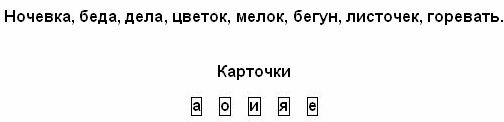 Ночевка, беда, дела, цветок, мелок, бегун, листочек, горевать.
Карточки
а о и я е